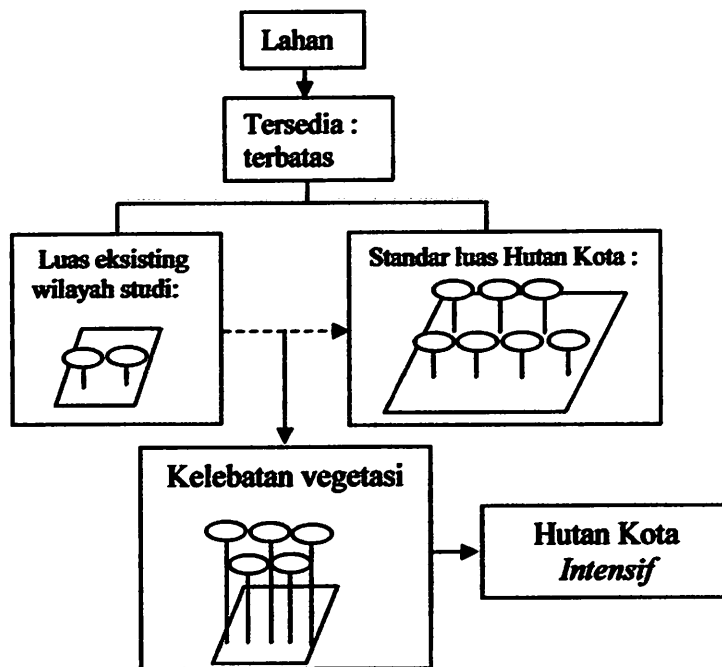 Lahan
Tersedia :
terbatas
Luas eksisting
wilayah studi:
Standar luas Hutan Kota :
Kelebatan vegetasi
Hutan Kota
Intensif